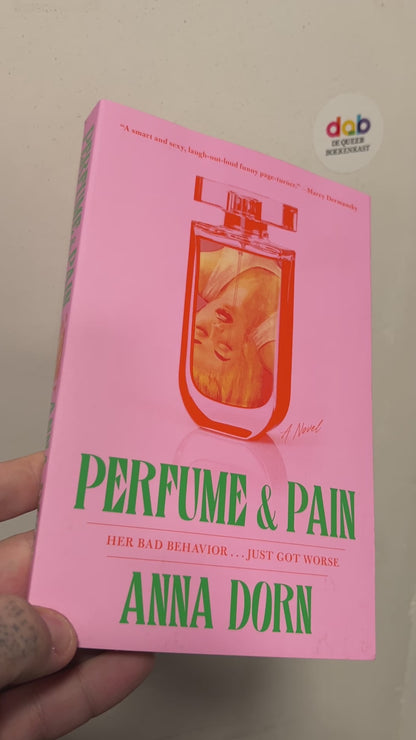 dab
DE QUEER
BOEKENKAST
"A smart and sexy, laugh-out-loud funny page-turner." —Marcy Dermansky
A Novel
PERFUME & PAIN
HER BAD BEHAVIOR . . . JUST GOT WORSE
ANNA DORN